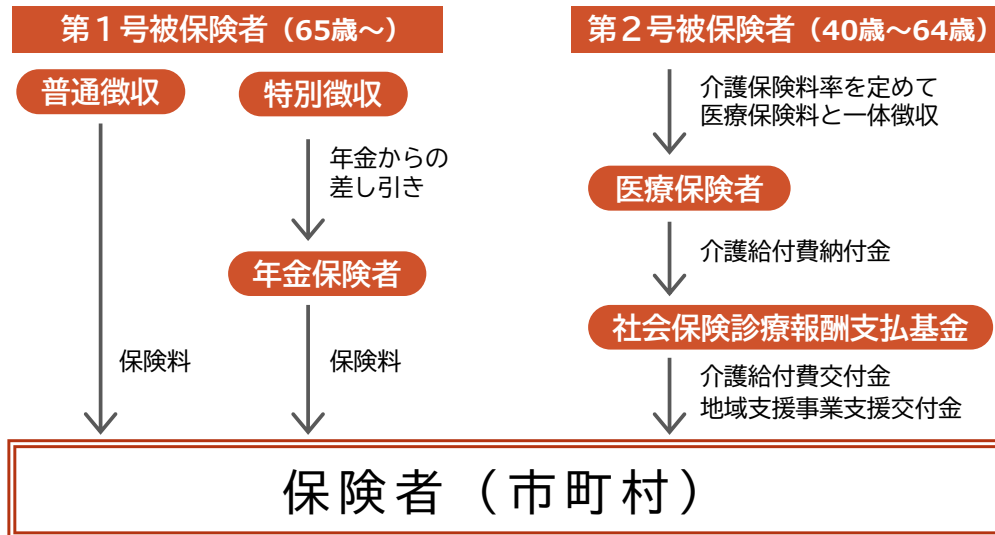 第１号被保険者（65歳～）
普通徴収
特別徴収
年金からの
差し引き
年金保険者
保険料
保険料
第２号被保険者（40歳～64歳）
介護保険料率を定めて
医療保険料と一体徴収
医療保険者
介護給付費納付金
社会保険診療報酬支払基金
介護給付費交付金
地域支援事業支援交付金
保険者（市町村）